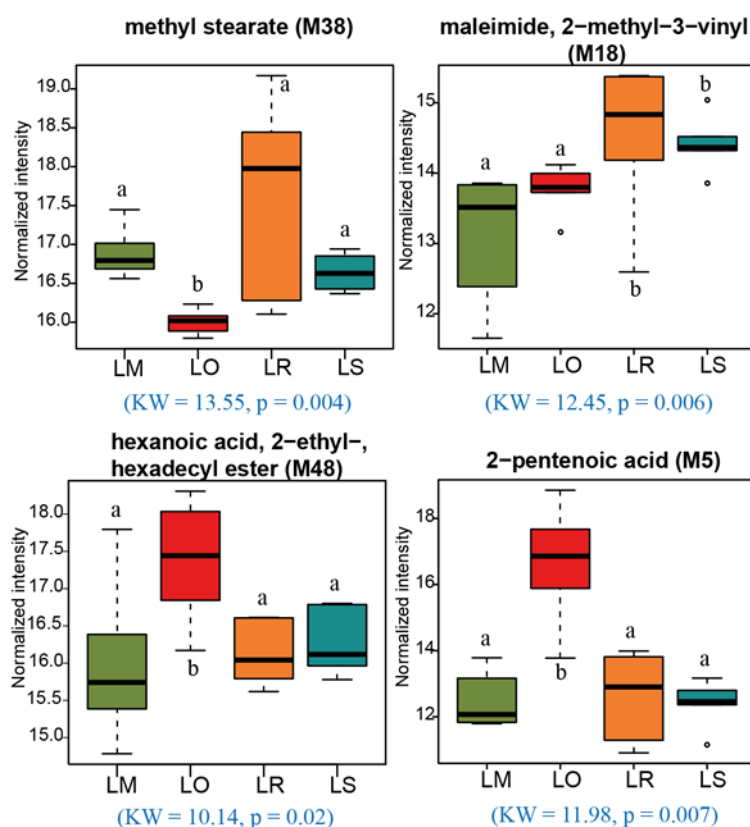 methyl stearate (M38)
Normalized intensity
19.0
18.5
18.0
17.5
17.0
16.5
16.0
a
b
a
a
LM LO LR LS
(KW = 13.55, p = 0.004)
maleimide, 2−methyl−3−vinyl
(M18)
Normalized intensity
15
14
13
12
a
a
b
b
LM LO LR LS
(KW = 12.45, p = 0.006)
hexanoic acid, 2−ethyl−,
hexadecyl ester (M48)
Normalized intensity
18.0
17.5
17.0
16.5
16.0
15.5
15.0
a
b
a
a
LM LO LR LS
(KW = 10.14, p = 0.02)
2−pentenoic acid (M5)
Normalized intensity
18
16
14
12
a
b
a
a
LM LO LR LS
(KW = 11.98, p = 0.007)